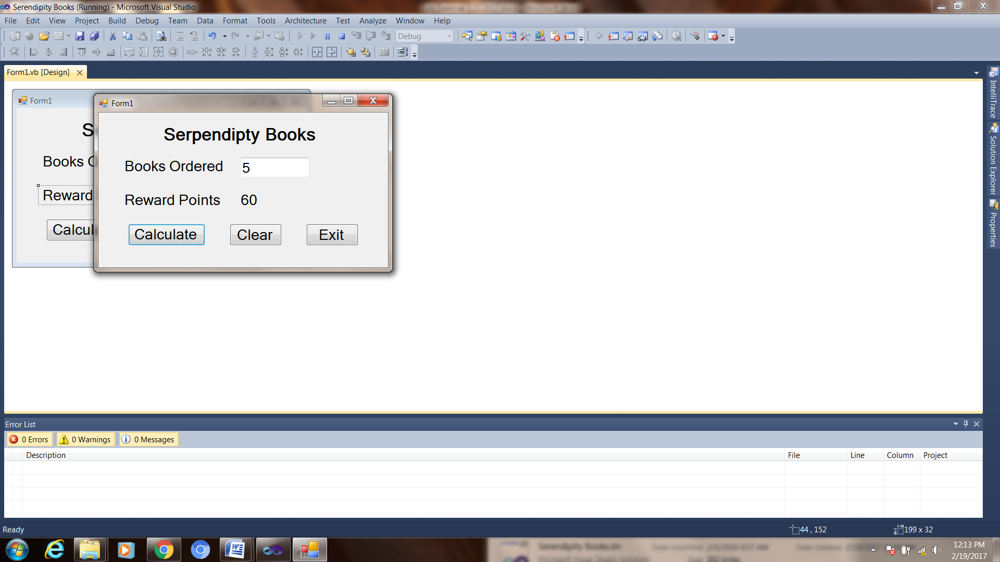 Serendipity Books (Running) - Microsoft Visual Studio
File Edit View Project Build Debug Team Data Format Tools Architecture Test Analyze Window Help
Debug
Form1.vb [Design]
IntelliTrace
Solution Explorer
Properties
Form1
S
Books O
Reward
Calcul
Form1
Serpendipty Books
Books Ordered 5
Reward Points 60
Calculate Clear Exit
Error List
0 Errors 0 Warnings 0 Messages
Description File Line Column Project
Ready 44 , 152 199 x 32
Serendipity Books.sln
12:13 PM
2/19/2017